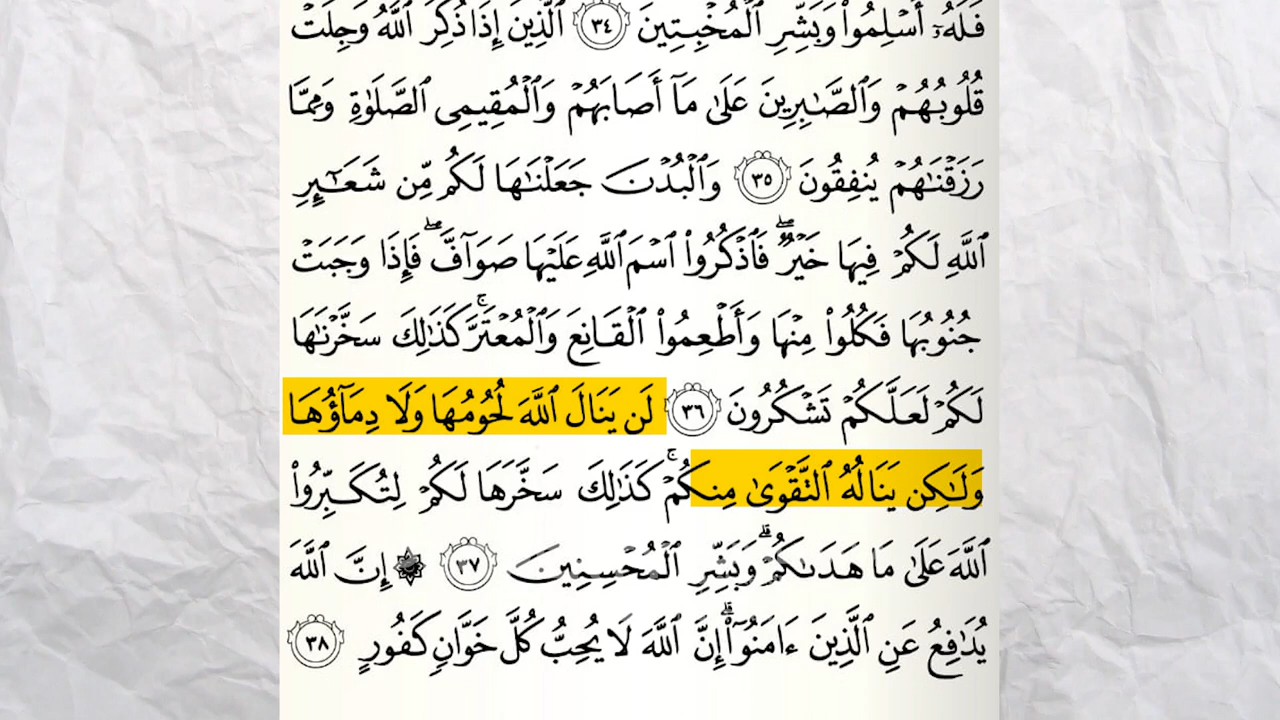 فَلَهُۥٓ أَسۡلِمُواْ وَبَشِّرِ ٱلۡمُخۡبِتِينَ ٣٤ ٱلَّذِينَ إِذَا ذُكِرَ ٱللَّهُ وَجِلَتۡ
قُلُوبُهُمۡ وَٱلصَّٰبِرِينَ عَلَىٰ مَآ أَصَابَهُمۡ وَٱلۡمُقِيمِي ٱلصَّلَوٰةِ وَمِمَّا
رَزَقۡنَٰهُمۡ يُنفِقُونَ ٣٥ وَٱلۡبُدۡنَ جَعَلۡنَٰهَا لَكُم مِّن شَعَٰٓئِرِ
ٱللَّهِ لَكُمۡ فِيهَا خَيۡرٞۖ فَٱذۡكُرُواْ ٱسۡمَ ٱللَّهِ عَلَيۡهَا صَوَآفَّۖ فَإِذَا وَجَبَتۡ
جُنُوبُهَا فَكُلُواْ مِنۡهَا وَأَطۡعِمُواْ ٱلۡقَانِعَ وَٱلۡمُعۡتَرَّۚ كَذَٰلِكَ سَخَّرۡنَٰهَا
لَكُمۡ لَعَلَّكُمۡ تَشۡكُرُونَ ٣٦ لَن يَنَالَ ٱللَّهَ لُحُومُهَا وَلَا دِمَآؤُهَا
وَلَٰكِن يَنَالُهُ ٱلتَّقۡوَىٰ مِنكُمۡۚ كَذَٰلِكَ سَخَّرَهَا لَكُمۡ لِتُكَبِّرُواْ
ٱللَّهَ عَلَىٰ مَا هَدَىٰكُمۡۗ وَبَشِّرِ ٱلۡمُحۡسِنِينَ ٣٧ ۞ إِنَّ ٱللَّهَ
يُدَٰفِعُ عَنِ ٱلَّذِينَ ءَامَنُوٓاْۗ إِنَّ ٱللَّهَ لَا يُحِبُّ كُلَّ خَوَّانٖ كَفُورٍ ٣٨